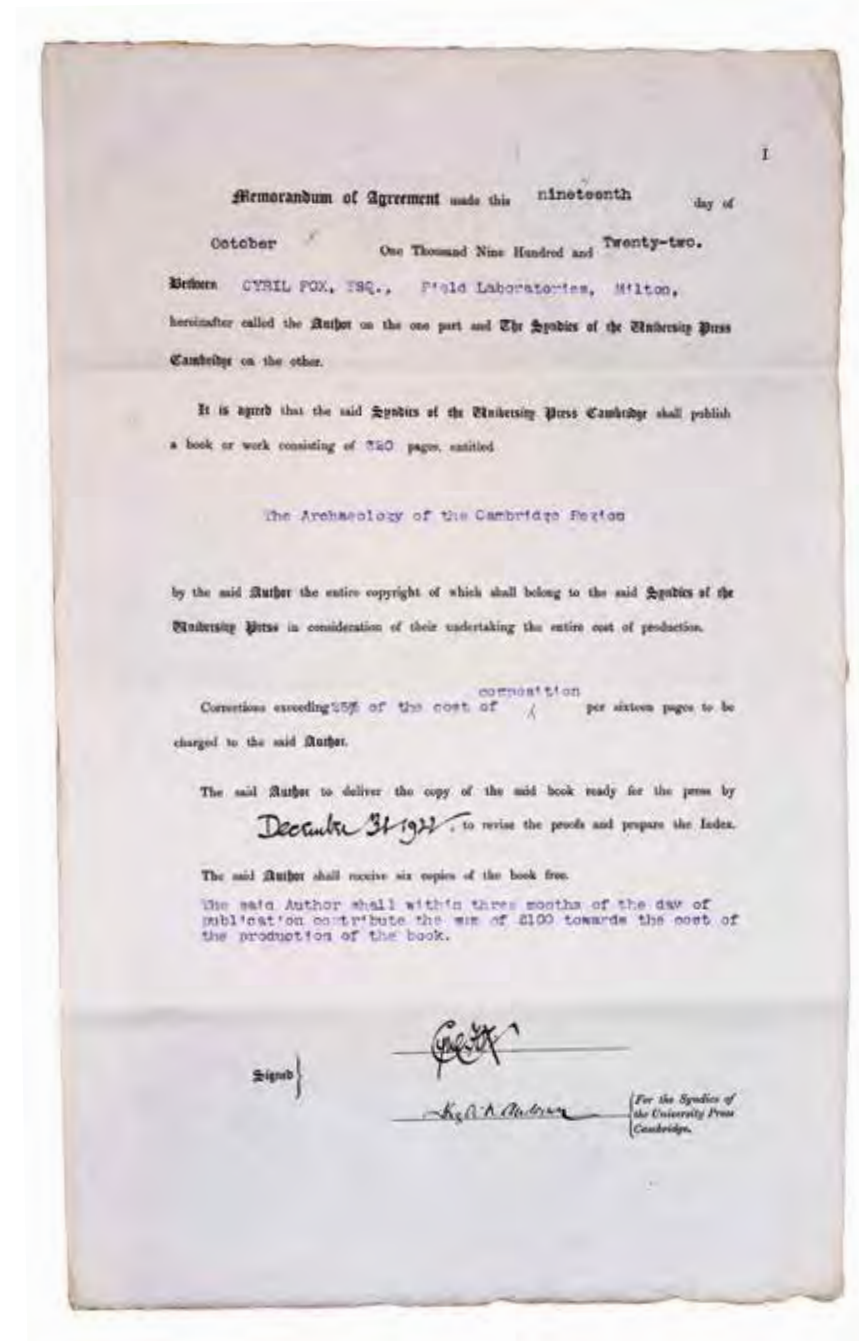 I
Memorandum of Agreement made this nineteenth day of
October One Thousand Nine Hundred and Twenty-two.
Between CYRIL FOX, ESQ., Field Laboratories, Milton,
hereinafter called the Author on the one part and The Syndics of the University Press
Cambridge on the other.
It is agreed that the said Syndics of the University Press Cambridge shall publish
a book or work consisting of 320 pages, entitled
The Archaeology of the Cambridge Region
by the said Author the entire copyright of which shall belong to the said Syndics of the
University Press in consideration of their undertaking the entire cost of production.
composition
Corrections exceeding 25% of the cost of per sixteen pages to be
charged to the said Author.
The said Author to deliver the copy of the said book ready for the press by
December 31 1922, to revise the proofs and prepare the Index.
The said Author shall receive six copies of the book free.
The said Author shall within three months of the day of
publication contribute the sum of £100 towards the cost of
the production of the book.
Cyril Fox
Signed
For the Syndics of
the University Press
Cambridge.